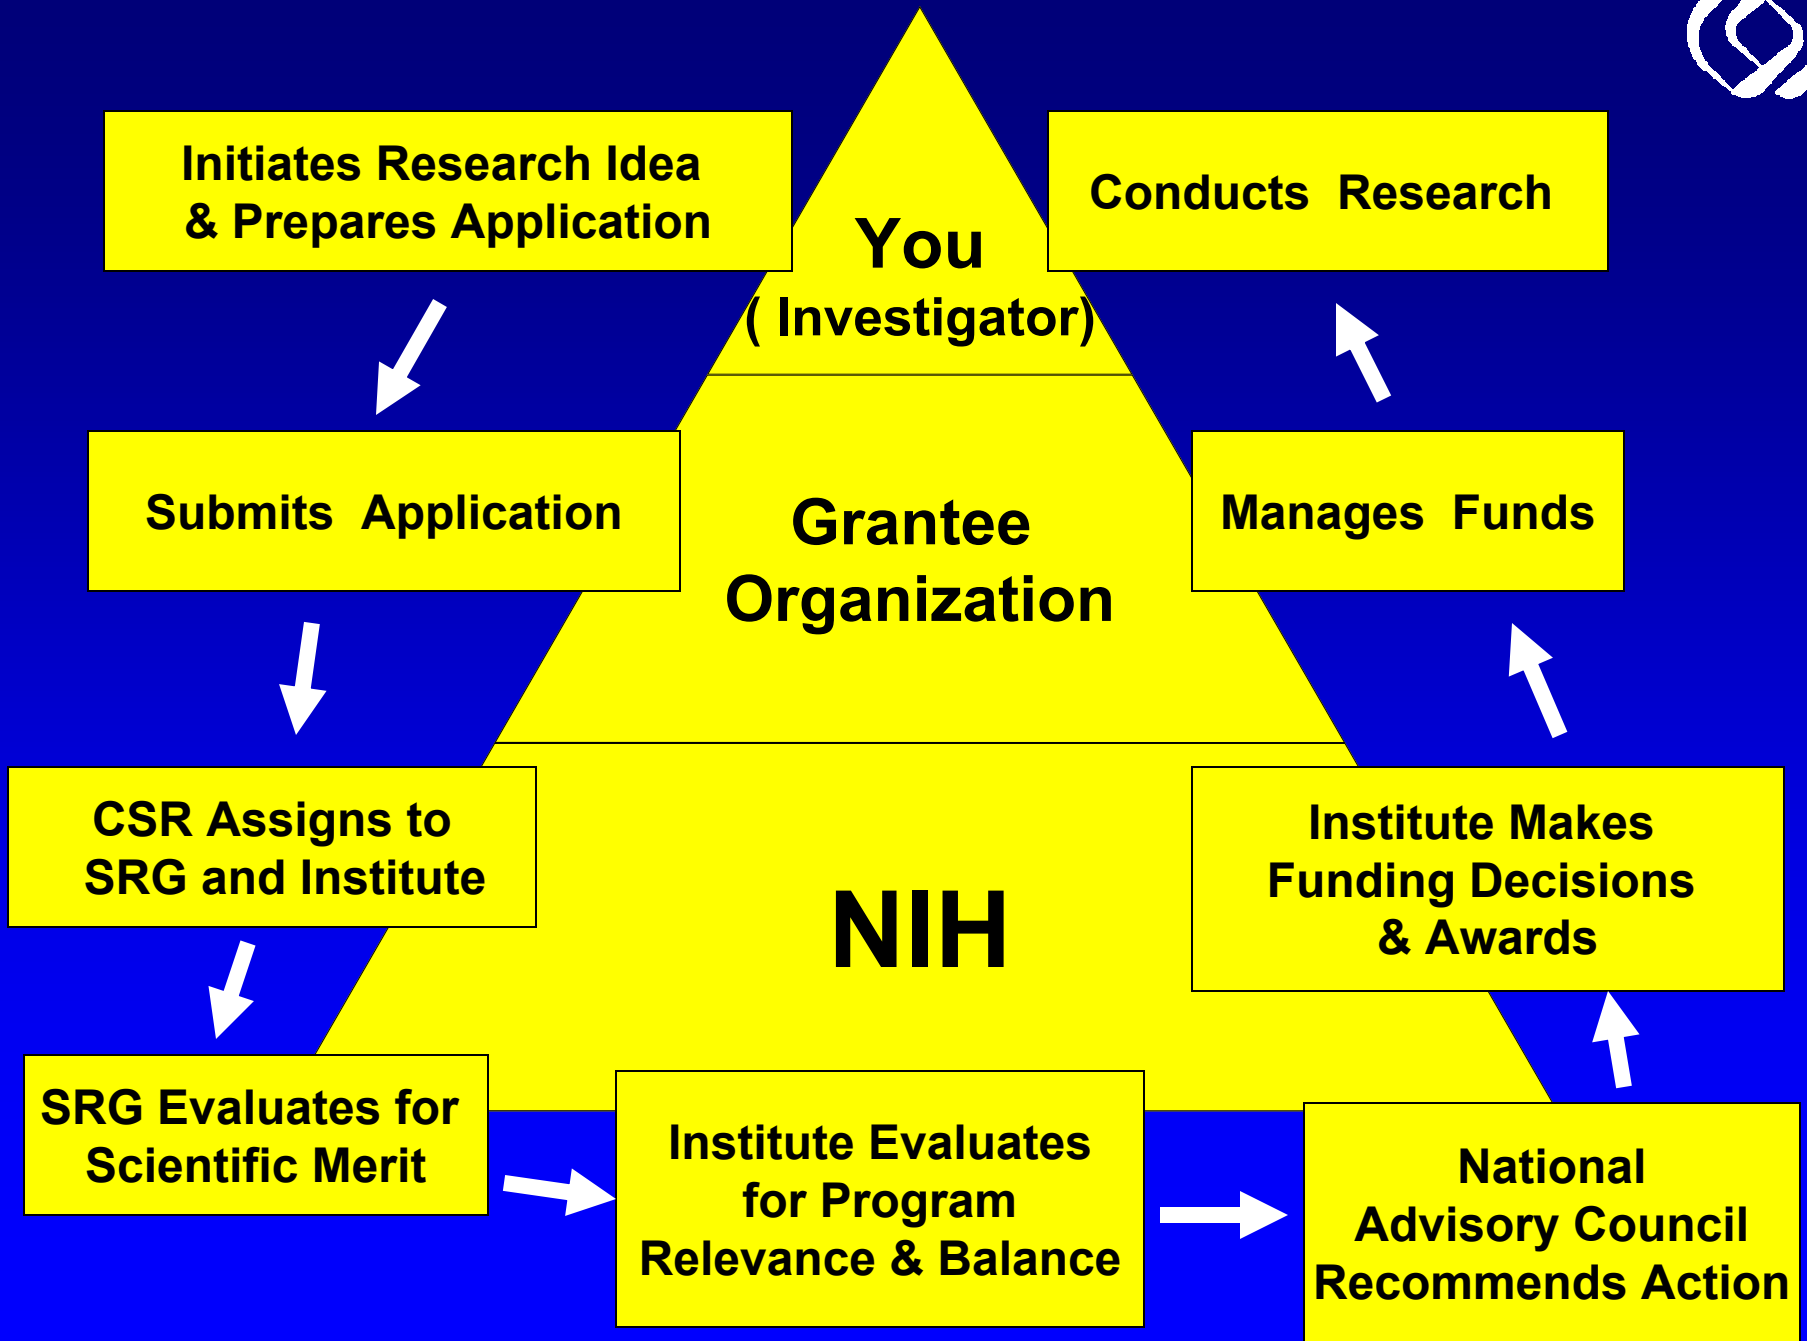 Initiates Research Idea
& Prepares Application
You
( Investigator)
Conducts Research
Submits Application
Grantee
Organization
Manages Funds
CSR Assigns to
SRG and Institute
NIH
Institute Makes
Funding Decisions
& Awards
SRG Evaluates for
Scientific Merit
Institute Evaluates
for Program
Relevance & Balance
National
Advisory Council
Recommends Action